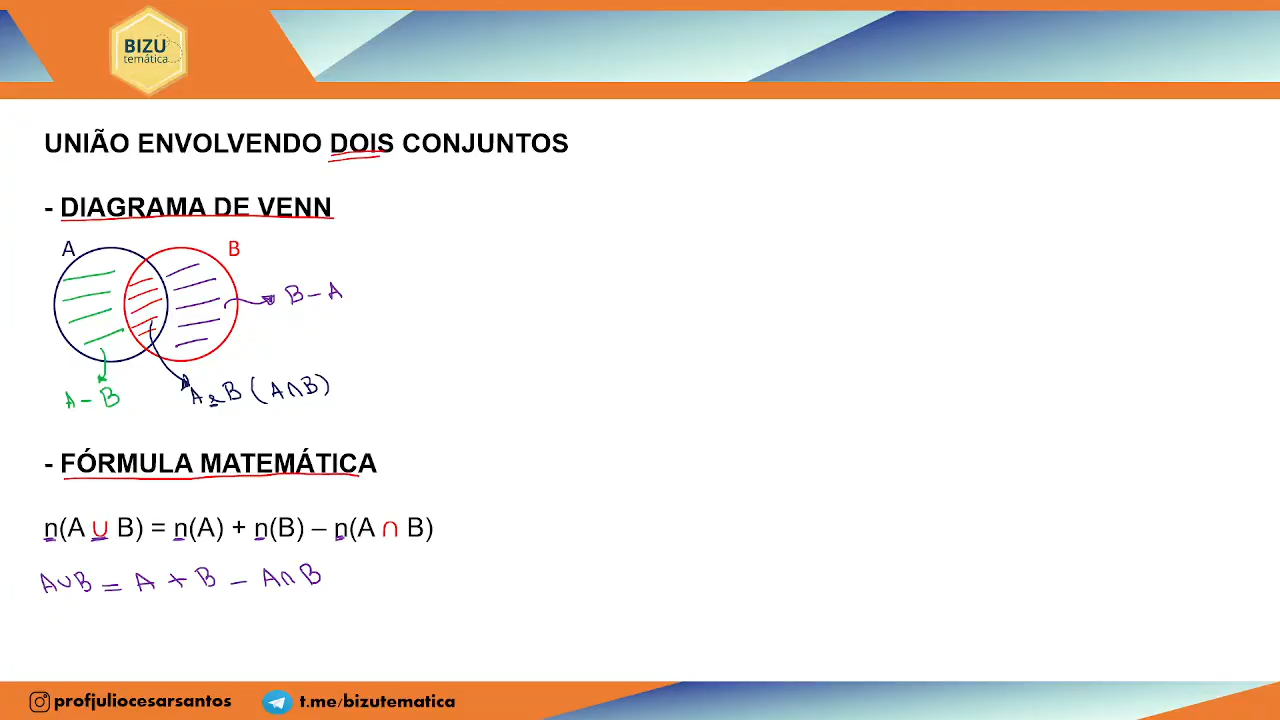 BIZU
temática
UNIÃO ENVOLVENDO DOIS CONJUNTOS
- DIAGRAMA DE VENN
A
B
B - A
A - B
A & B (A∩B)
- FÓRMULA MATEMÁTICA
n(A ∪ B) = n(A) + n(B) – n(A ∩ B)
A∪B = A + B - A∩B
profjuliocesarsantos
t.me/bizutematica